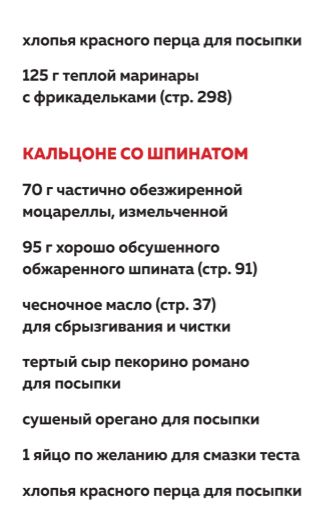 хлопья красного перца для посыпки
125 г теплой маринары
с фрикадельками (стр. 298)
КАЛЬЦОНЕ СО ШПИНАТОМ
70 г частично обезжиренной
моцареллы, измельченной
95 г хорошо обсушенного
обжаренного шпината (стр. 91)
чесночное масло (стр. 37)
для сбрызгивания и чистки
тертый сыр пекорино романо
для посыпки
сушеный орегано для посыпки
1 яйцо по желанию для смазки теста
хлопья красного перца для посыпки